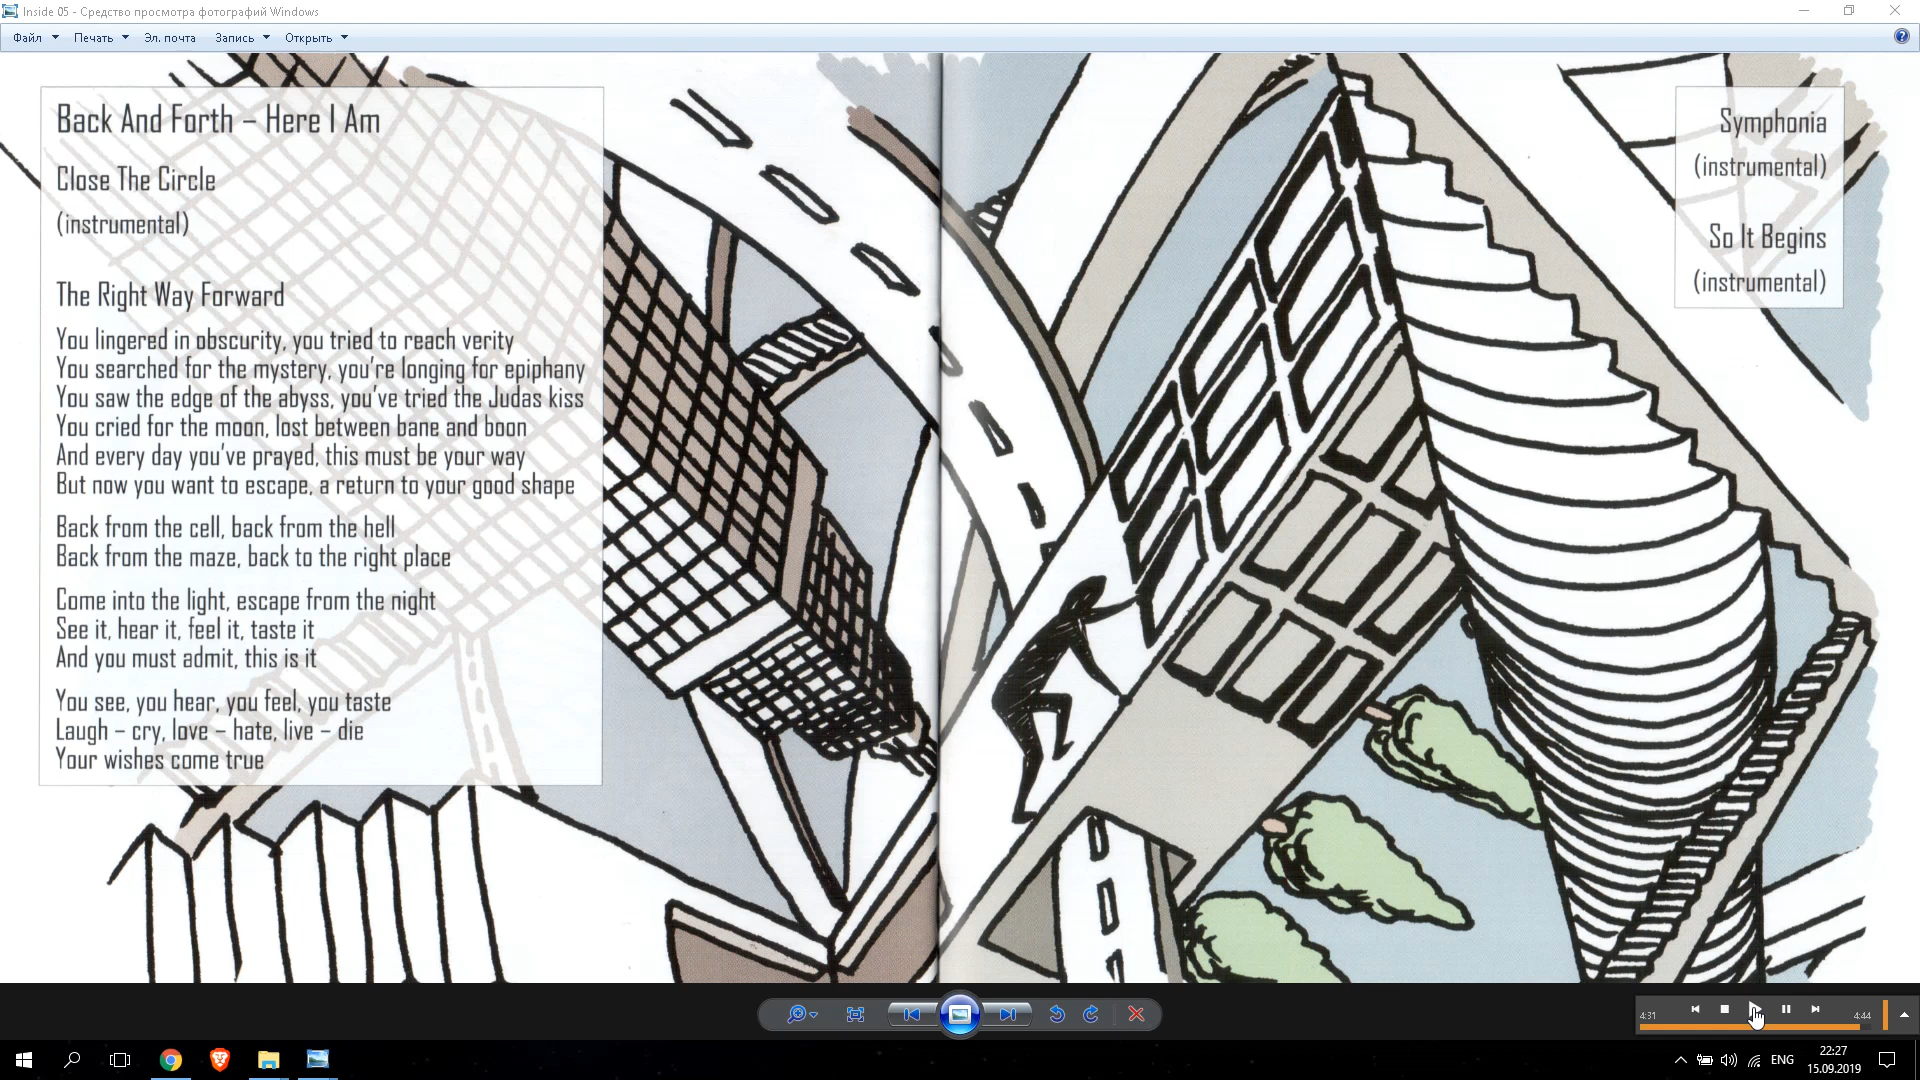 Inside 05 - Средство просмотра фотографий Windows
Файл Печать Эл. почта Запись Открыть
Back And Forth – Here I Am
Close The Circle
(instrumental)
The Right Way Forward
You lingered in obscurity, you tried to reach verity
You searched for the mystery, you're longing for epiphany
You saw the edge of the abyss, you've tried the Judas kiss
You cried for the moon, lost between bane and boon
And every day you've prayed, this must be your way
But now you want to escape, a return to your good shape
Back from the cell, back from the hell
Back from the maze, back to the right place
Come into the light, escape from the night
See it, hear it, feel it, taste it
And you must admit, this is it
You see, you hear, you feel, you taste
Laugh – cry, love – hate, live – die
Your wishes come true
Symphonia
(instrumental)
So It Begins
(instrumental)
4:31 4:44
ENG
22:27
15.09.2019